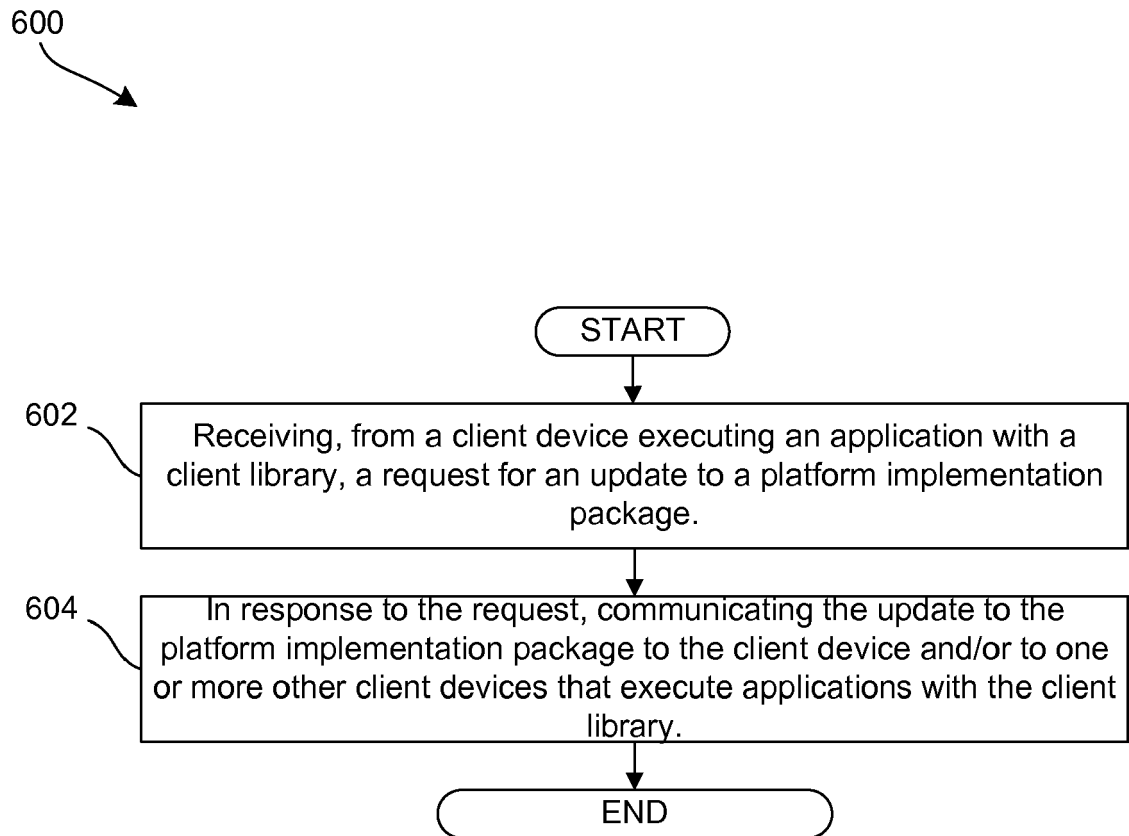 600
START
602
Receiving, from a client device executing an application with a
client library, a request for an update to a platform implementation
package.
604
In response to the request, communicating the update to the
platform implementation package to the client device and/or to one
or more other client devices that execute applications with the client
library.
END